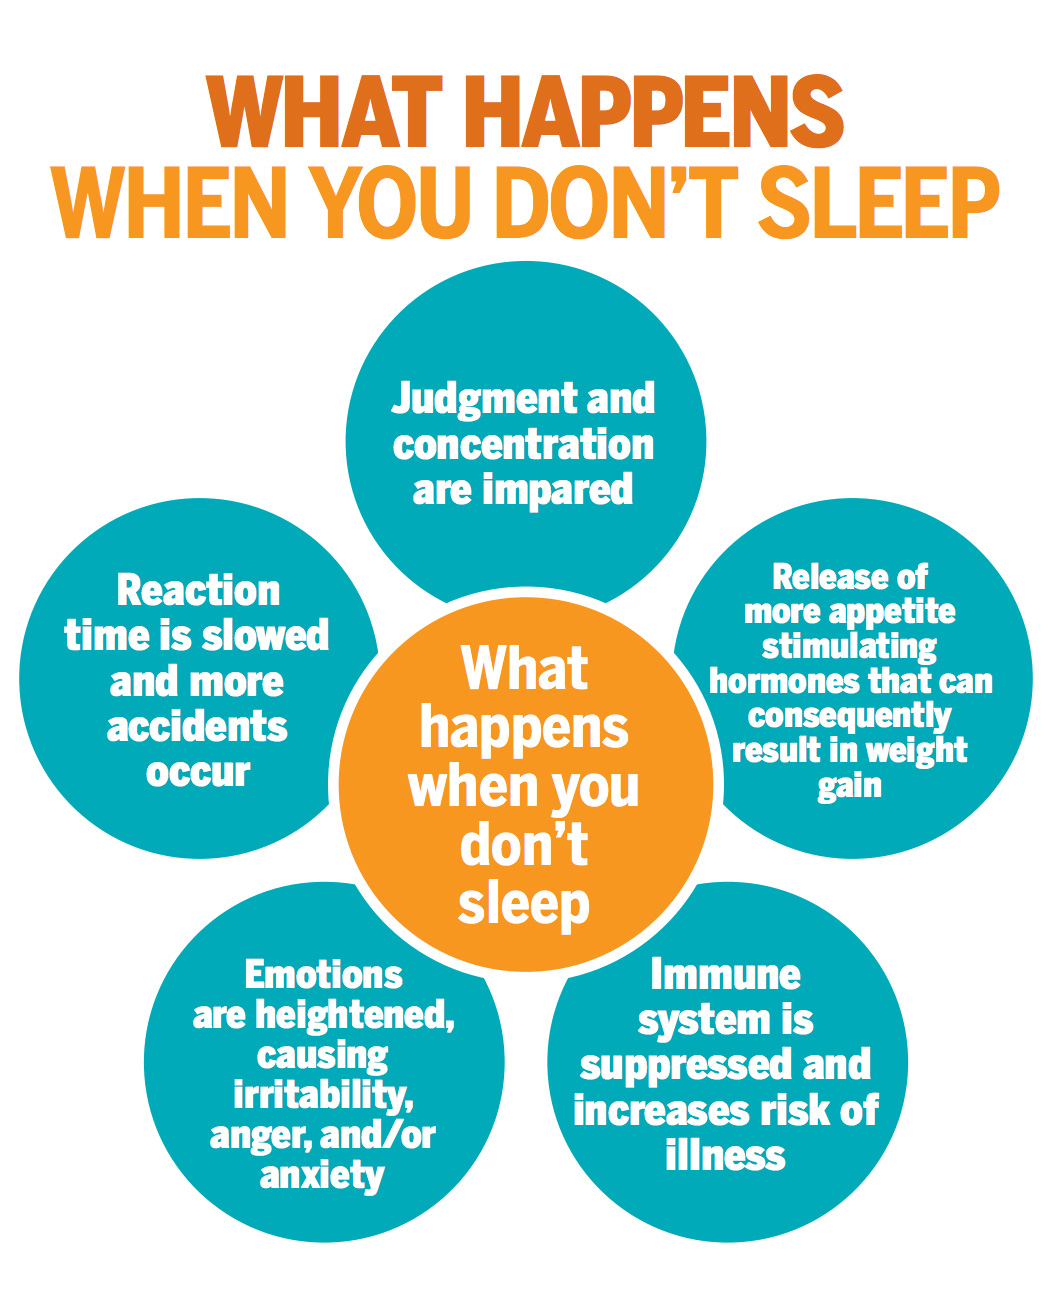 WHAT HAPPENS
WHEN YOU DON'T SLEEP
Judgment and
concentration
are impared
Reaction
time is slowed
and more
accidents
occur
Release of
more appetite
stimulating
hormones that can
consequently
result in weight
gain
What
happens
when you
don't
sleep
Emotions
are heightened,
causing
irritability,
anger, and/or
anxiety
Immune
system is
suppressed and
increases risk of
illness